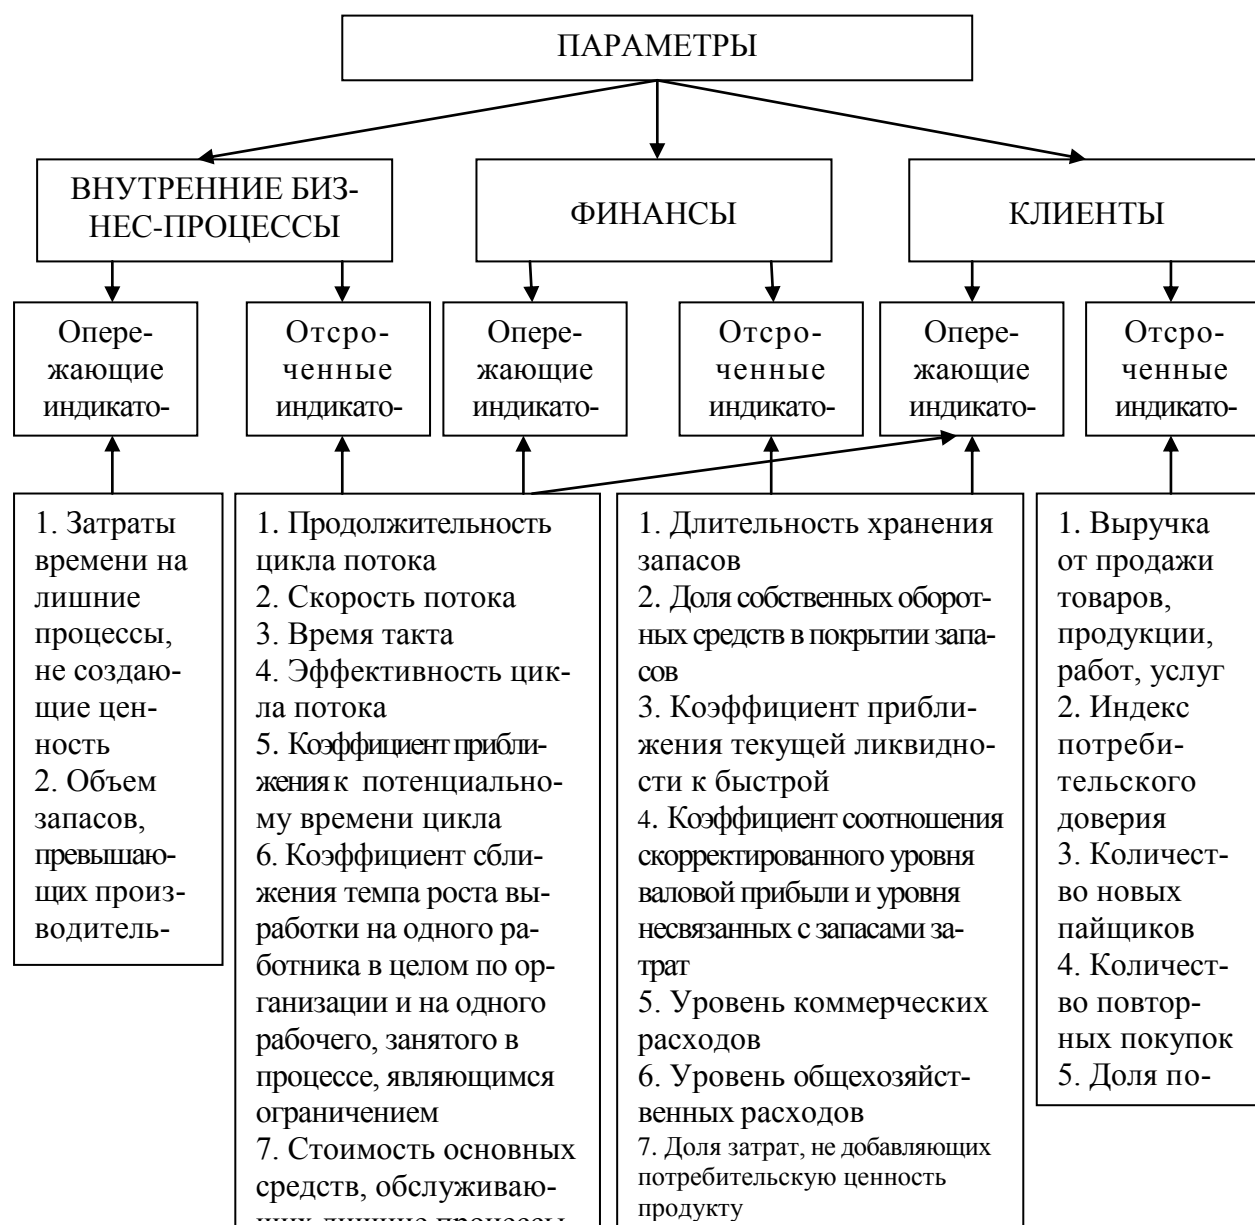 ПАРАМЕТРЫ
ВНУТРЕННИЕ БИЗ-
НЕС-ПРОЦЕССЫ
ФИНАНСЫ
КЛИЕНТЫ
Опере-
жающие
индикато-
Отсро-
ченные
индикато-
Опере-
жающие
индикато-
Отсро-
ченные
индикато-
Опере-
жающие
индикато-
Отсро-
ченные
индикато-
1. Затраты
времени на
лишние
процессы,
не создаю-
щие цен-
ность
2. Объем
запасов,
превышаю-
щих произ-
водитель-
1. Продолжительность
цикла потока
2. Скорость потока
3. Время такта
4. Эффективность цик-
ла потока
5. Коэффициент прибли-
жения к потенциально-
му времени цикла
6. Коэффициент сбли-
жения темпа роста вы-
работки на одного ра-
ботника в целом по ор-
ганизации и на одного
рабочего, занятого в
процессе, являющимся
ограничением
7. Стоимость основных
средств, обслуживаю-
щих лишние процессы
1. Длительность хранения
запасов
2. Доля собственных оборот-
ных средств в покрытии запа-
сов
3. Коэффициент прибли-
жения текущей ликвидно-
сти к быстрой
4. Коэффициент соотношения
скорректированного уровня
валовой прибыли и уровня
несвязанных с запасами за-
трат
5. Уровень коммерческих
расходов
6. Уровень общехозяйст-
венных расходов
7. Доля затрат, не добавляющих
потребительскую ценность
продукту
1. Выручка
от продажи
товаров,
продукции,
работ, услуг
2. Индекс
потреби-
тельского
доверия
3. Количест-
во новых
пайщиков
4. Количест-
во повтор-
ных покупок
5. Доля по-